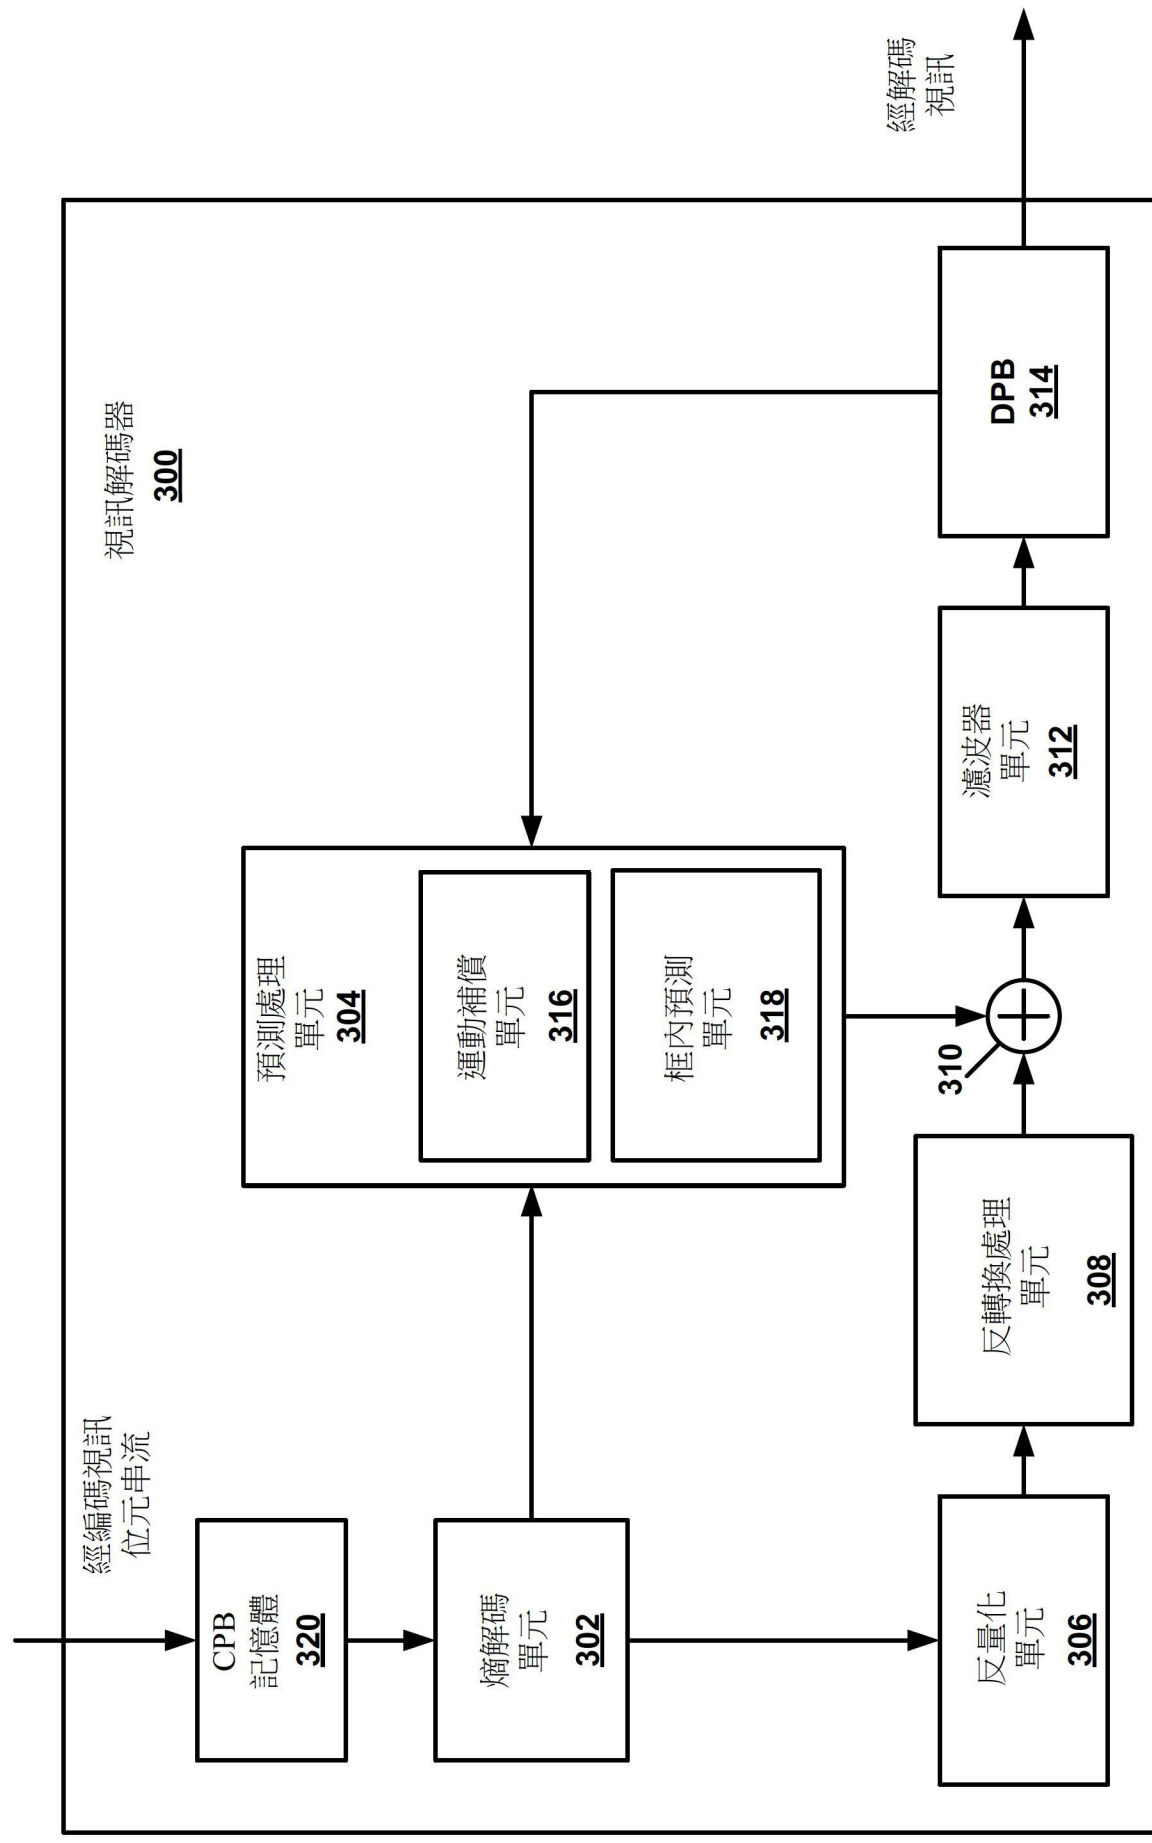 經編碼視訊
位元串流
視訊解碼器
300
CPB
記憶體
320
熵解碼
單元
302
預測處理
單元
304
運動補償
單元
316
框內預測
單元
318
反量化
單元
306
反轉換處理
單元
308
310
濾波器
單元
312
DPB
314
經解碼
視訊